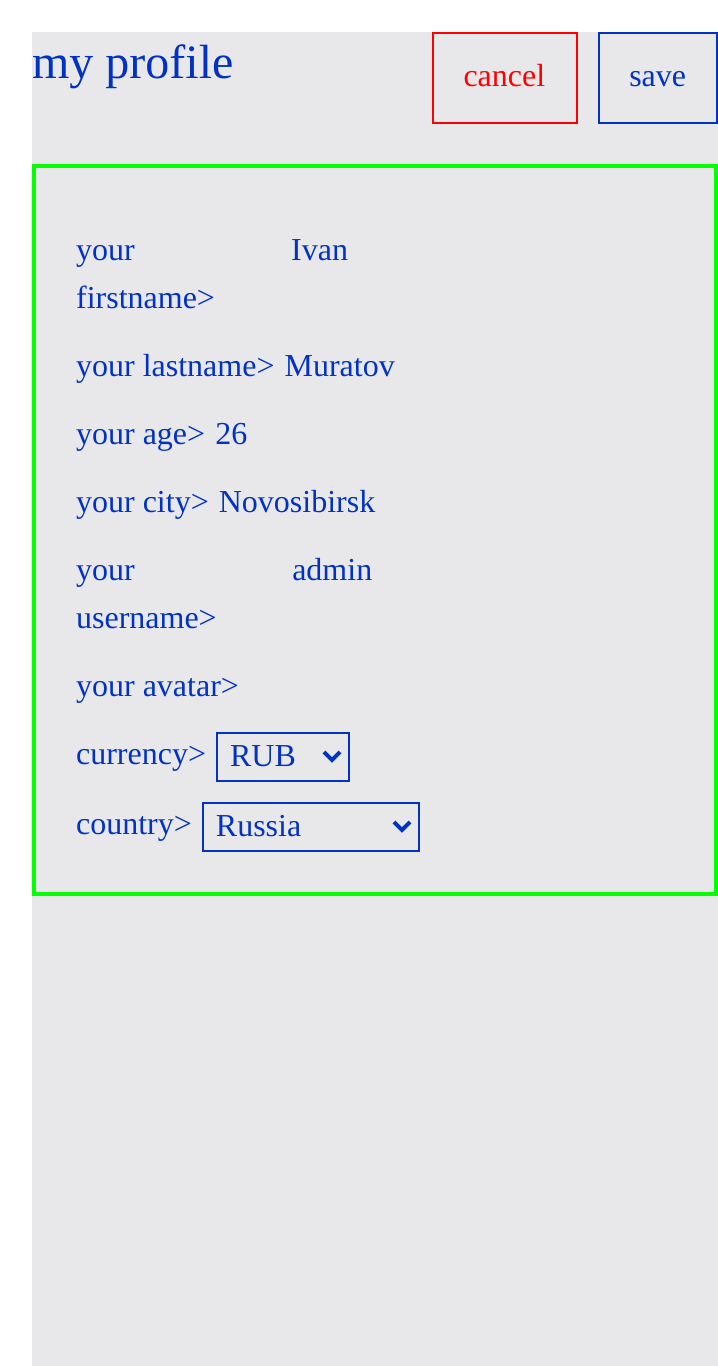 my profile cancel save
your Ivan
firstname>
your lastname> Muratov
your age> 26
your city> Novosibirsk
your admin
username>
your avatar>
currency> RUB
country> Russia